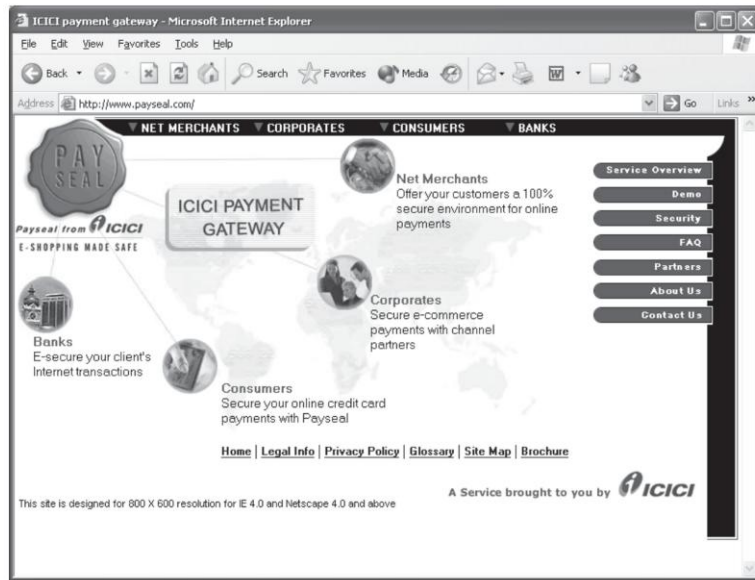 ICICI payment gateway - Microsoft Internet Explorer
File Edit View Favorites Tools Help
Back Search Favorites Media
Address http://www.payseal.com/ Go Links »
NET MERCHANTS CORPORATES CONSUMERS BANKS
PAY
SEAL
Payseal from ICICI
E-SHOPPING MADE SAFE
ICICI PAYMENT
GATEWAY
Net Merchants
Offer your customers a 100%
secure environment for online
payments
Corporates
Secure e-commerce
payments with channel
partners
Banks
E-secure your client's
Internet transactions
Consumers
Secure your online credit card
payments with Payseal
Service Overview
Demo
Security
FAQ
Partners
About Us
Contact Us
Home | Legal Info | Privacy Policy | Glossary | Site Map | Brochure
A Service brought to you by ICICI
This site is designed for 800 X 600 resolution for IE 4.0 and Netscape 4.0 and above